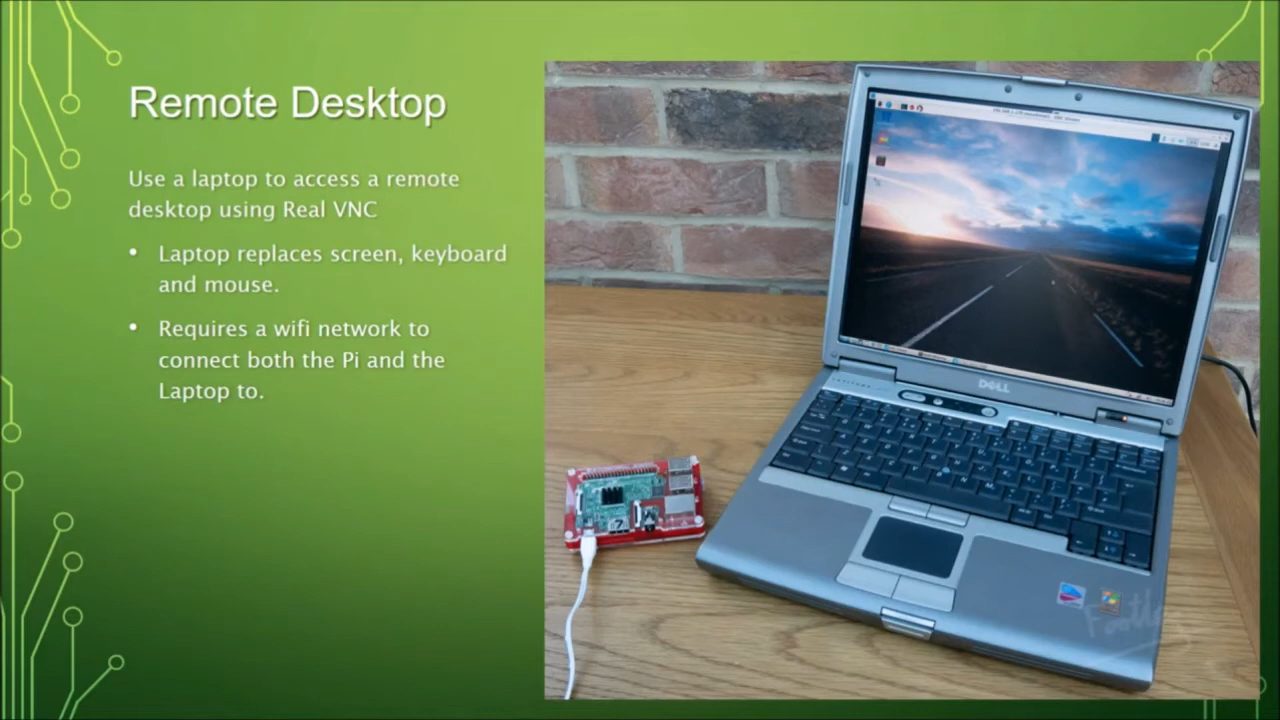 Remote Desktop
Use a laptop to access a remote
desktop using Real VNC
• Laptop replaces screen, keyboard
and mouse.
• Requires a wifi network to
connect both the Pi and the
Laptop to.
DELL
LATITUDE